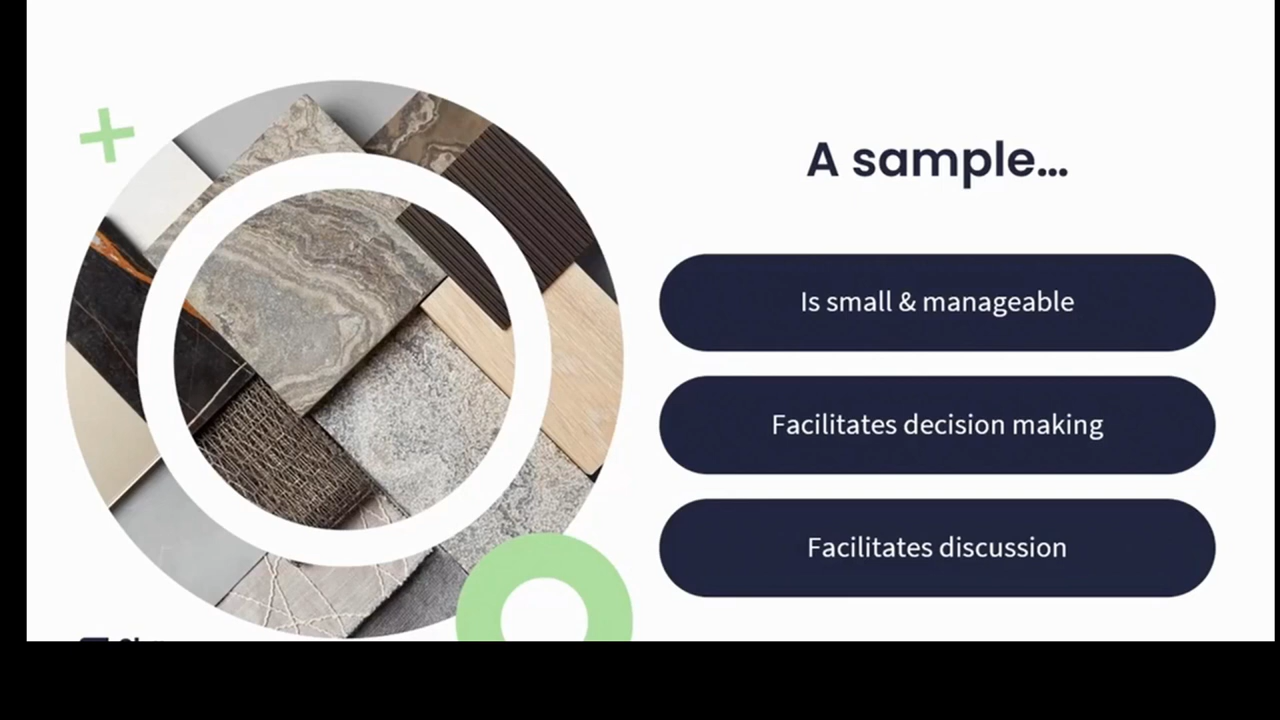 A sample…
Is small & manageable
Facilitates decision making
Facilitates discussion